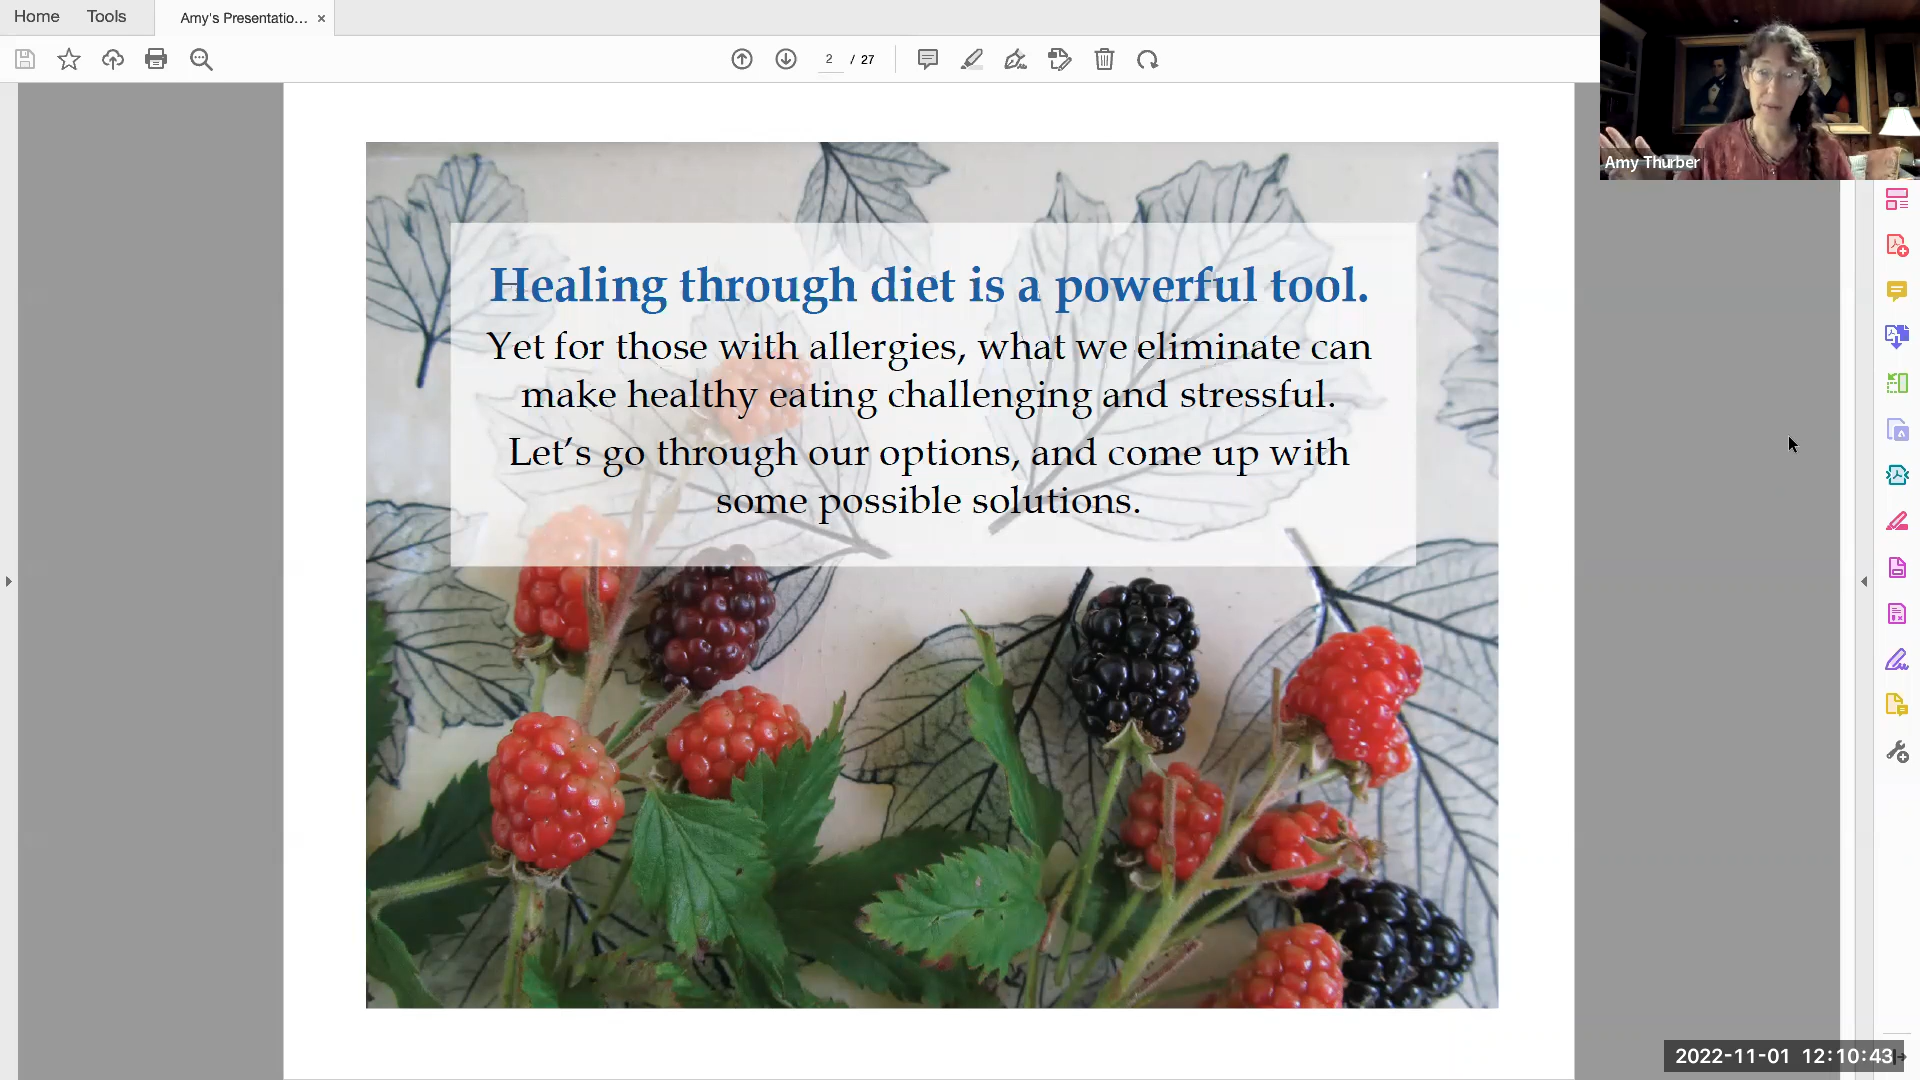 Home
Tools
Amy's Presentatio...
2 / 27
Amy Thurber
Healing through diet is a powerful tool.
Yet for those with allergies, what we eliminate can
make healthy eating challenging and stressful.
Let's go through our options, and come up with
some possible solutions.
2022-11-01 12:10:43